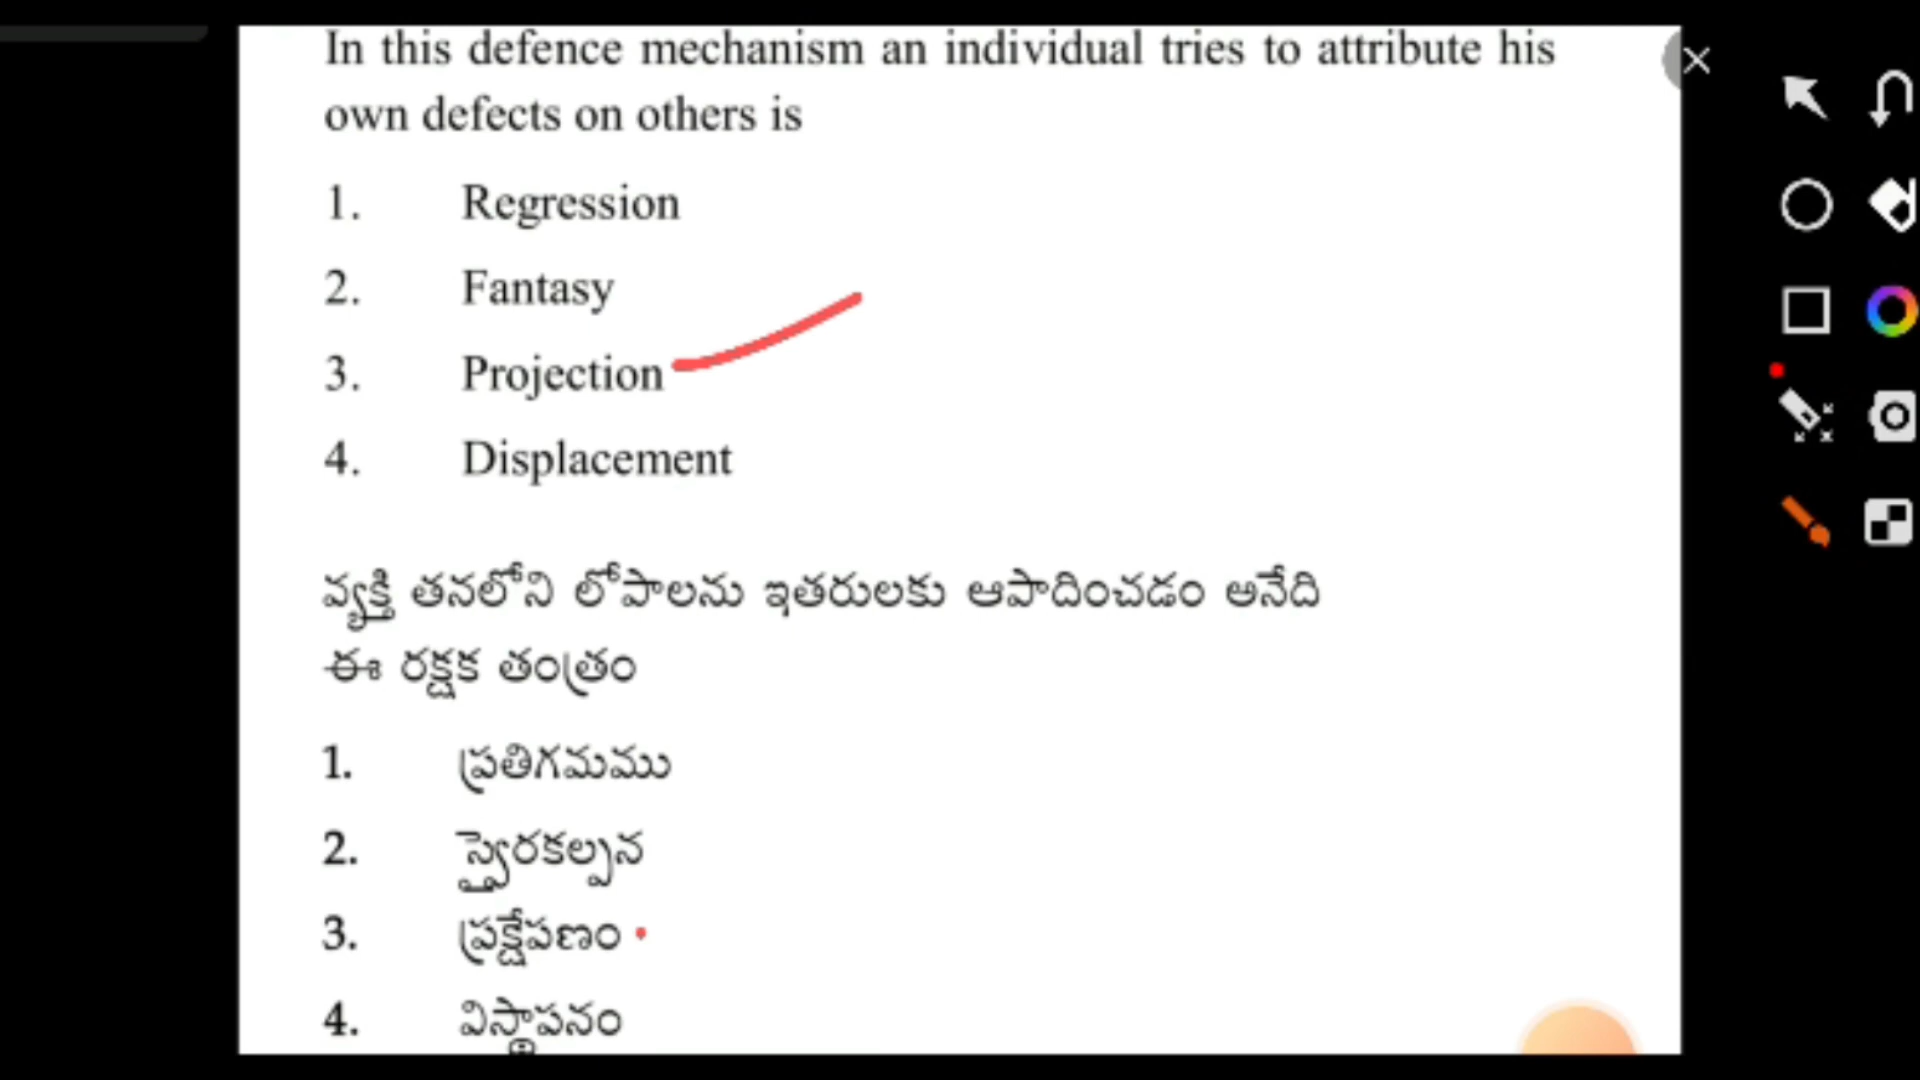 In this defence mechanism an individual tries to attribute his
own defects on others is
1. Regression
2. Fantasy
3. Projection
4. Displacement
వ్యక్తి తనలోని లోపాలను ఇతరులకు ఆపాదించడం అనేది
ఈ రక్షక తంత్రం
1. ప్రతిగమము
2. స్వైరకల్పన
3. ప్రక్షేపణం
4. విస్థాపనం